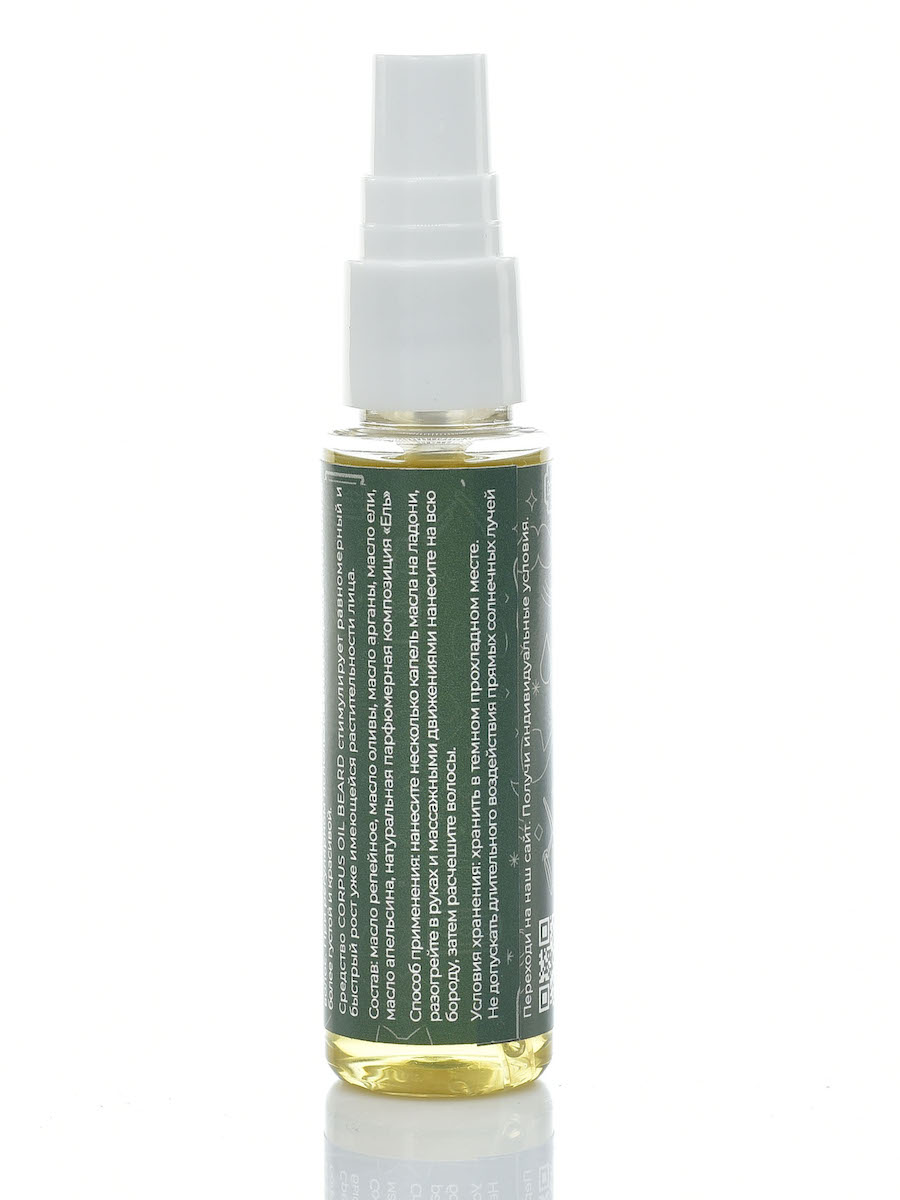 более густой и красивой.
Средство CORPUS OIL BEARD стимулирует равномерный и
быстрый рост уже имеющейся растительности лица.
Состав: масло репейное, масло оливы, масло арганы, масло ели,
масло апельсина, натуральная парфюмерная композиция «Ель»
Способ применения: нанесите несколько капель масла на ладони,
разогрейте в руках и массажными движениями нанесите на всю
бороду, затем расчешите волосы.
Условия хранения: хранить в темном прохладном месте.
Не допускать длительного воздействия прямых солнечных лучей
Переходи на наш сайт. Получи индивидуальные условия.